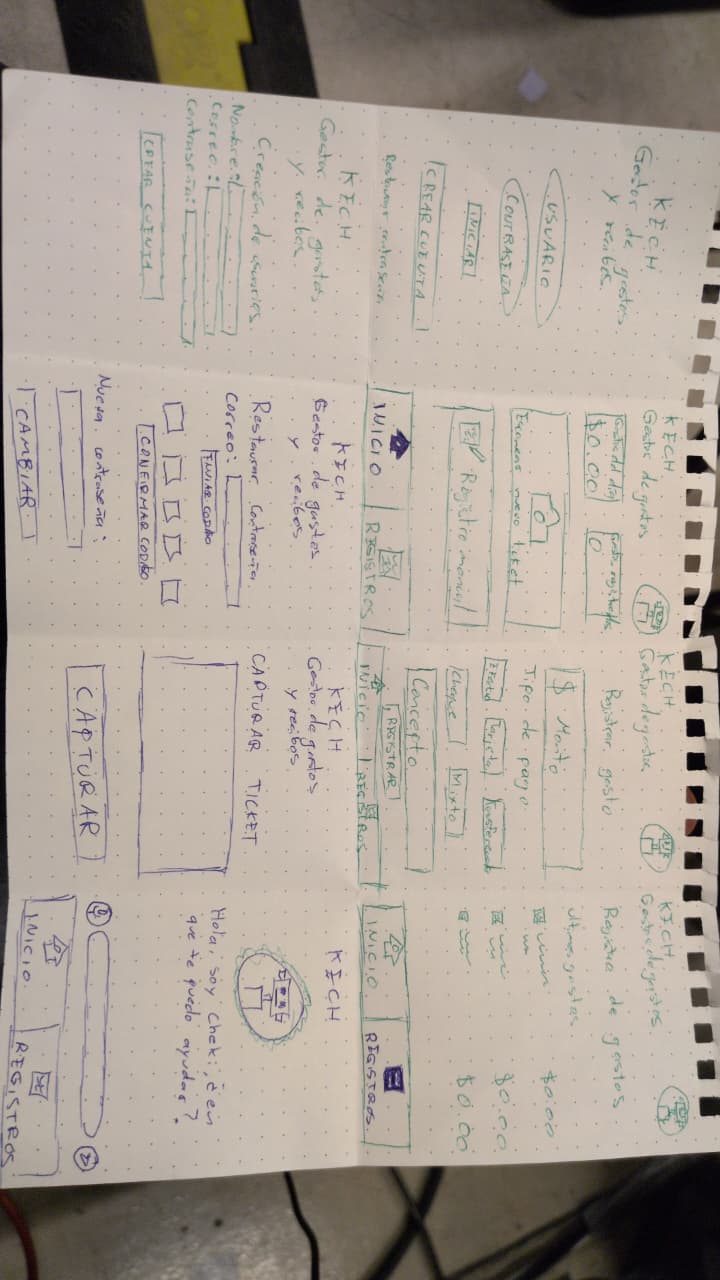 KECH
Gestor de gastos
y recibos
USUARIO
CONTRASEÑA
INICIAR
CREAR CUENTA
Restaurar contraseña
KECH
Gestor de gastos
Gastos del día
$0.00
Gastos registrados
0
Escanear nuevo ticket
Registro manual
INICIO
REGISTROS
KECH
Gestor de gastos
Registrar gasto
$ Monto
Tipo de pago
Efectivo
Tarjeta
Transferencia
Cheque
Mixto
Concepto
REGISTRAR
INICIO
REGISTROS
KECH
Gestor de gastos
Registro de gastos
Ultimos gastos
$0.00
$0.00
$0.00
INICIO
REGISTROS
KECH
Gestor de gastos
y recibos
Creación de usuarios
Nombre:
Correo:
Contraseña:
CREAR CUENTA
KECH
Gestor de gastos
y recibos
Restaurar contraseña
Correo:
ENVIAR CODIGO
CONFIRMAR CODIGO
Nueva contraseña:
CAMBIAR
KECH
Gestor de gastos
y recibos
CAPTURAR TICKET
CAPTURAR
KECH
Hola, soy Cheki, ¿en
que te puedo ayudar?
INICIO
REGISTROS